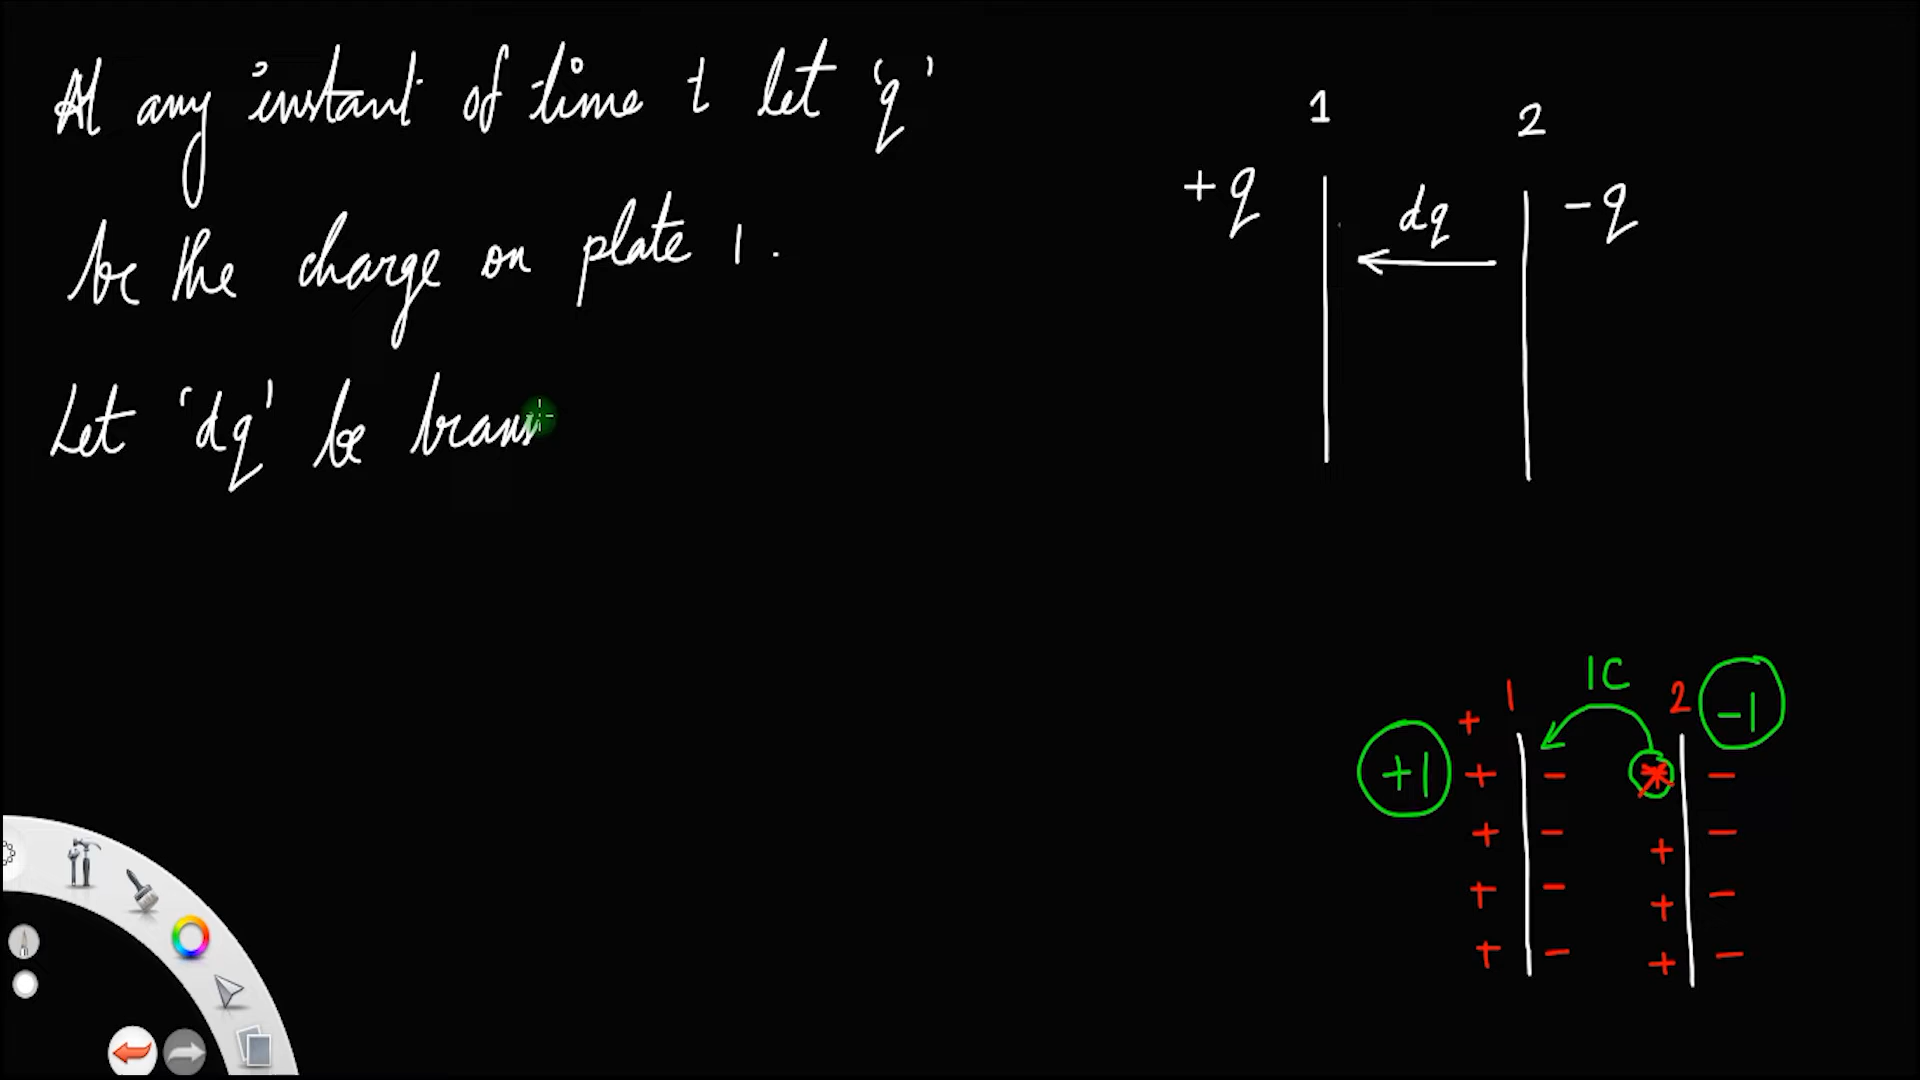 At any instant of time t let 'q'
be the charge on plate 1.
Let 'dq' be trans
1 2
+q dq -q
1C
1 2 -1
+
+1 + - + -
+ - + -
+ - + -
+ - + -